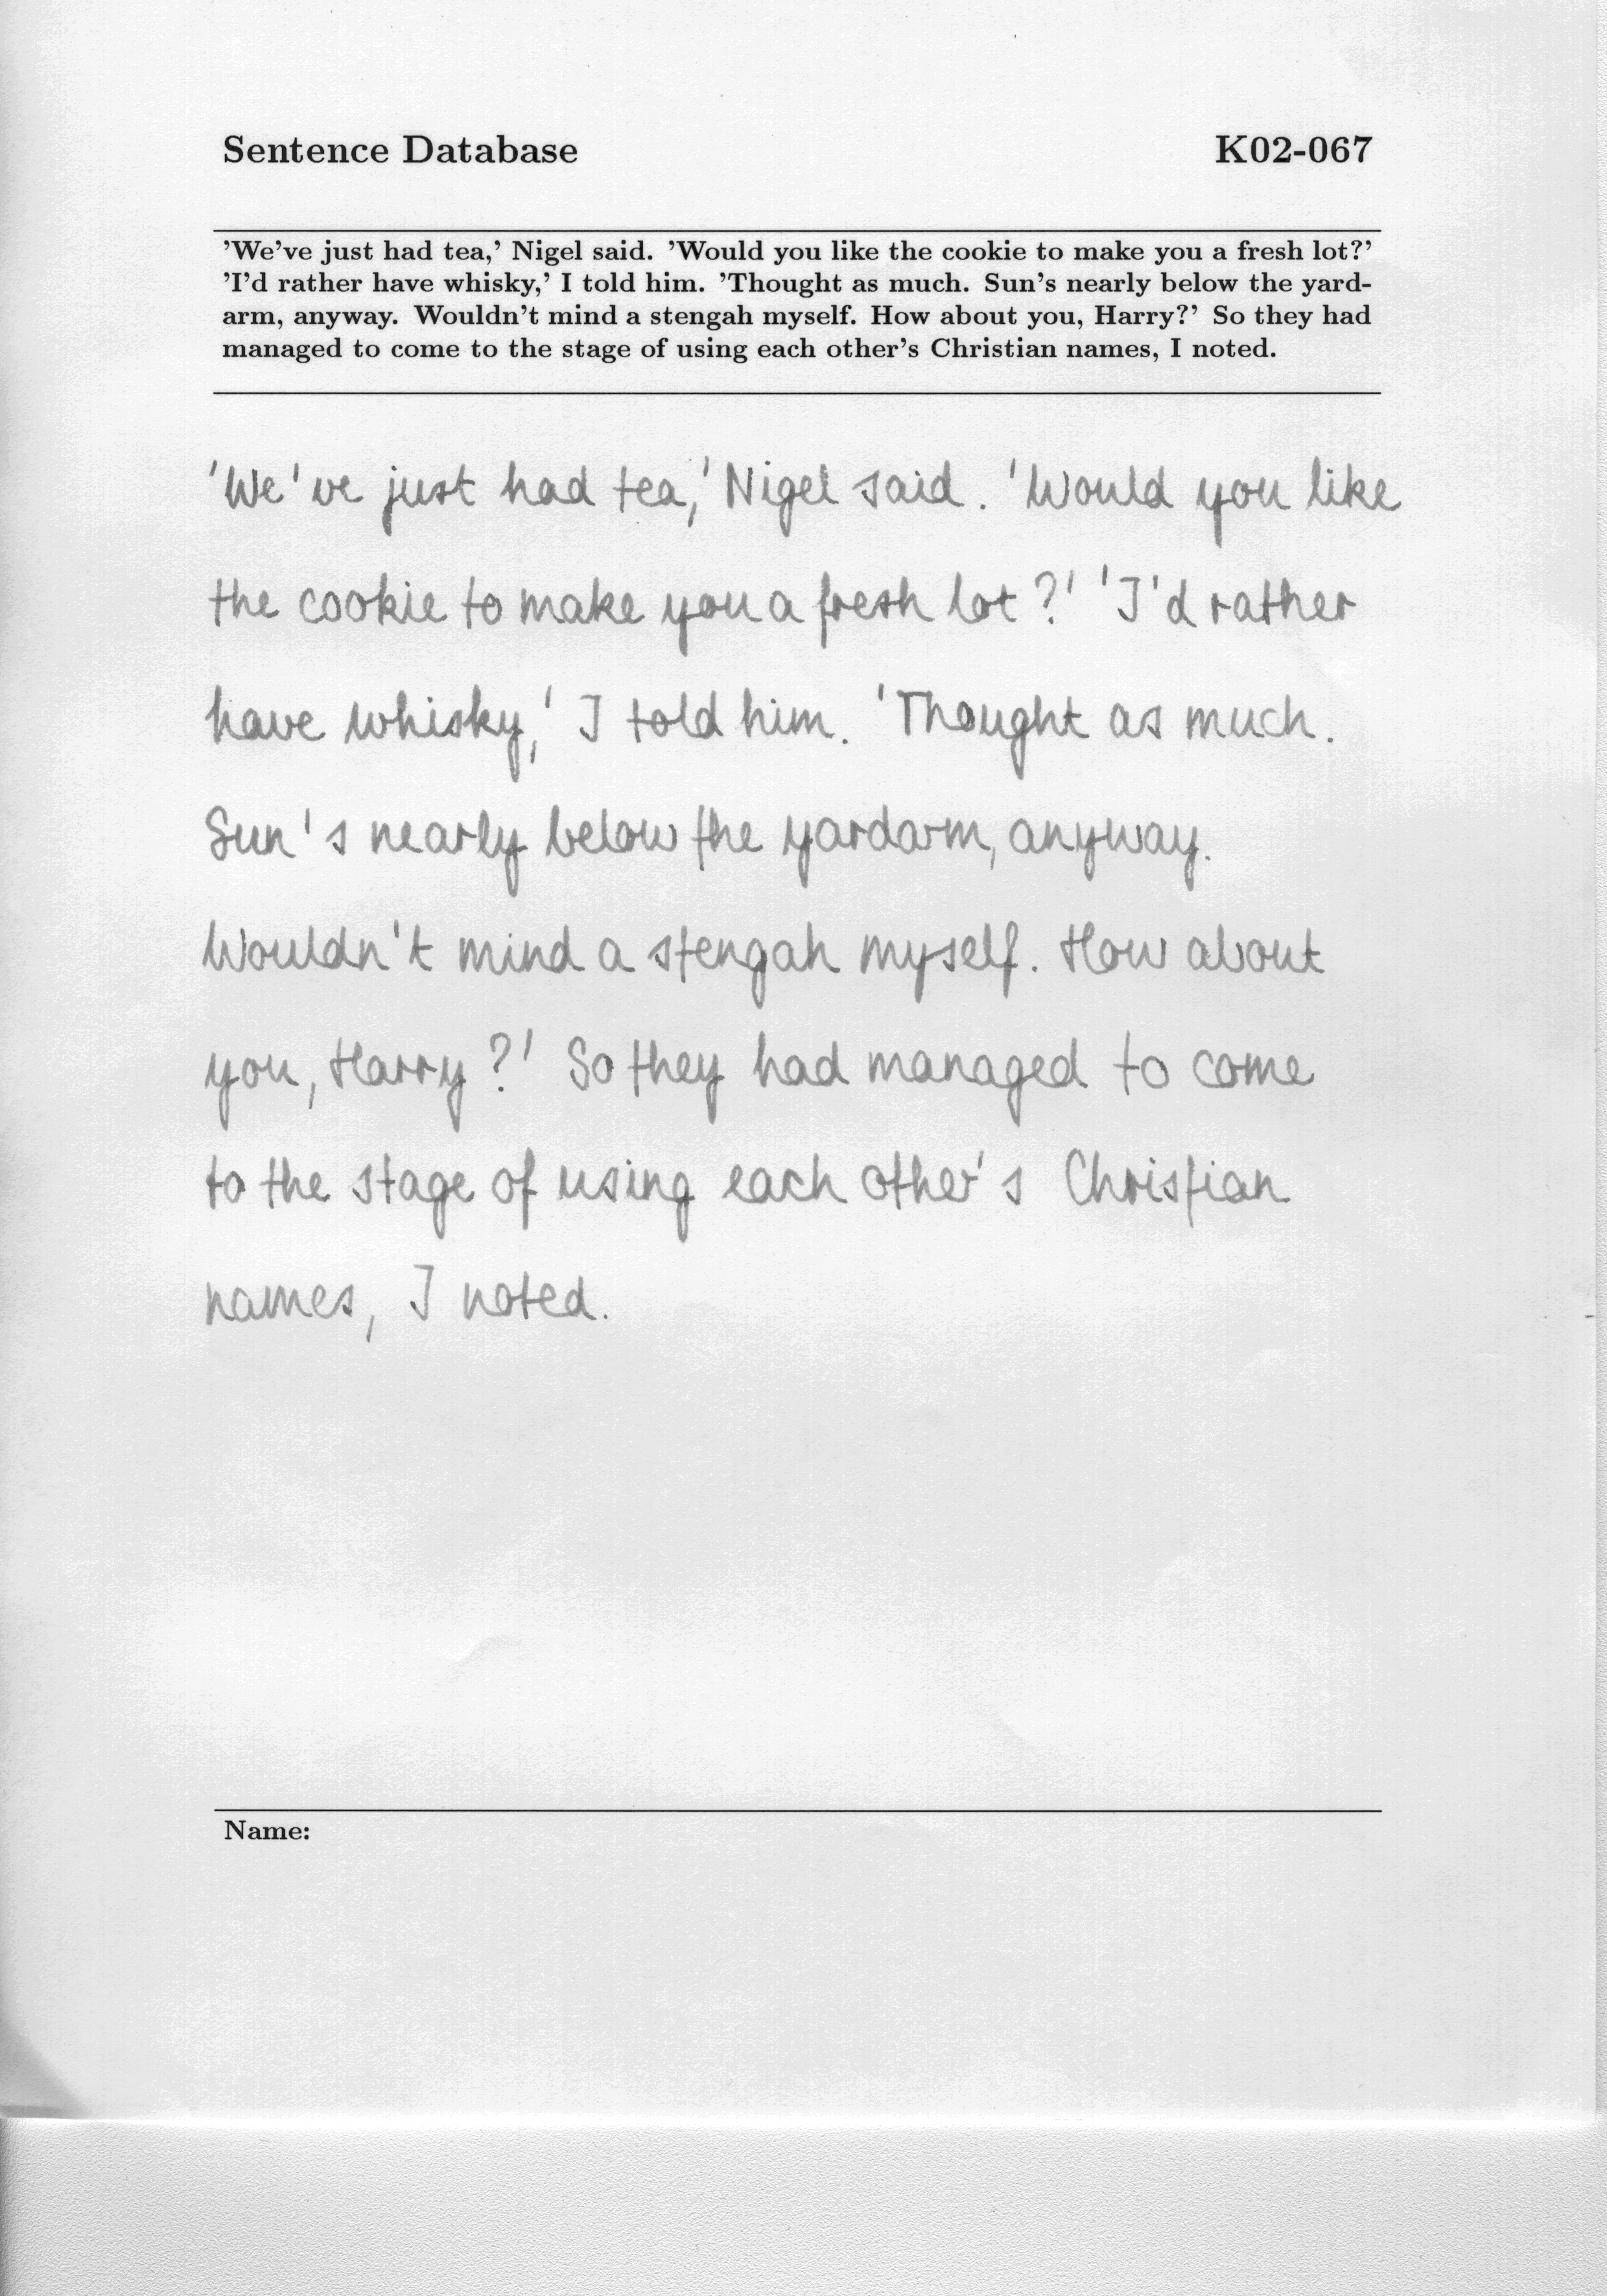 Sentence Database K02-067
'We've just had tea,' Nigel said. 'Would you like the cookie to make you a fresh lot?'
'I'd rather have whisky,' I told him. 'Thought as much. Sun's nearly below the yard-
arm, anyway. Wouldn't mind a stengah myself. How about you, Harry?' So they had
managed to come to the stage of using each other's Christian names, I noted.
'We've just had tea,' Nigel said. 'Would you like
the cookie to make you a fresh lot?' 'I'd rather
have whisky,' I told him. 'Thought as much.
Sun's nearly below the yardarm, anyway.
Wouldn't mind a stengah myself. How about
you, Harry?' So they had managed to come
to the stage of using each other's Christian
names, I noted.
Name: